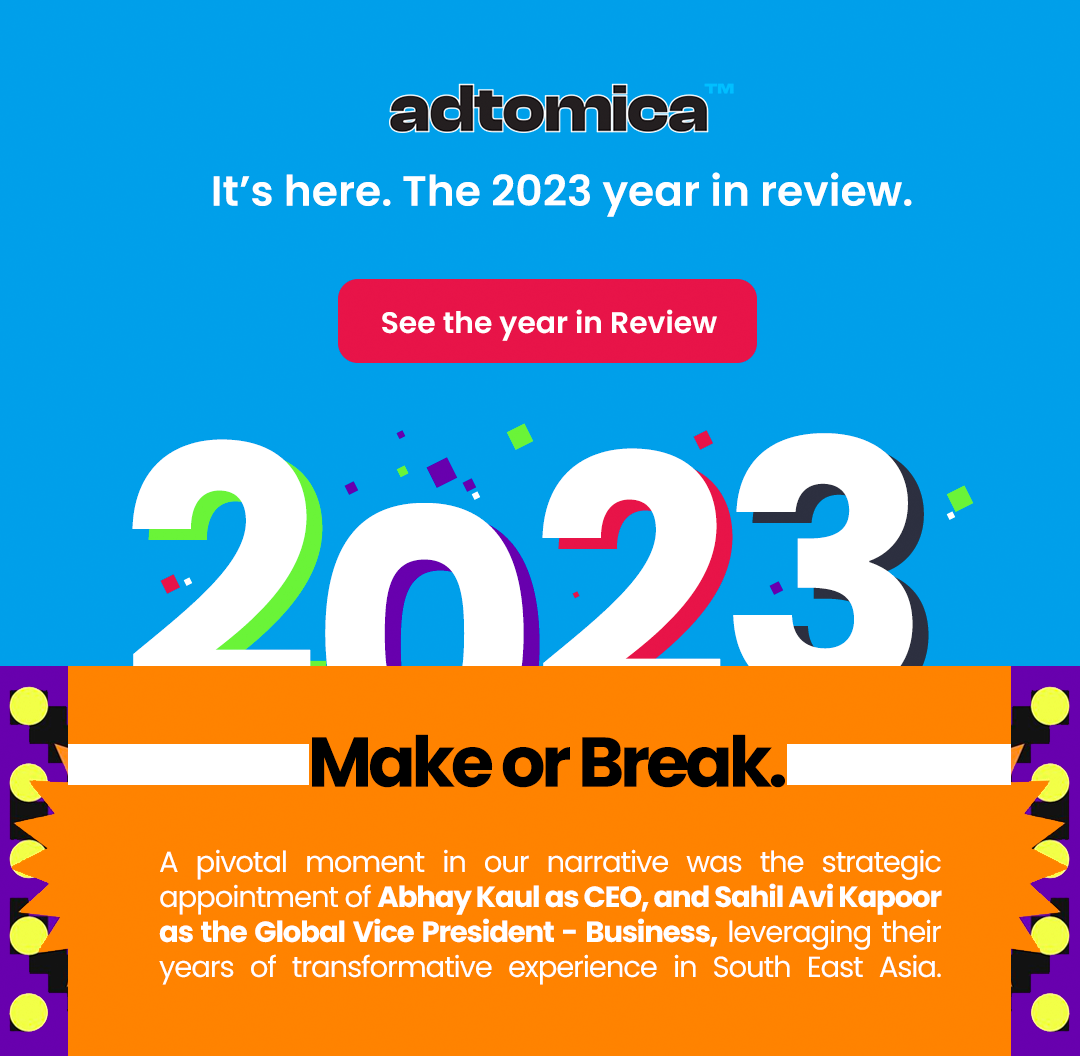 adtomica™
It’s here. The 2023 year in review.
See the year in Review
2023
Make or Break.
A pivotal moment in our narrative was the strategic
appointment of Abhay Kaul as CEO, and Sahil Avi Kapoor
as the Global Vice President - Business, leveraging their
years of transformative experience in South East Asia.